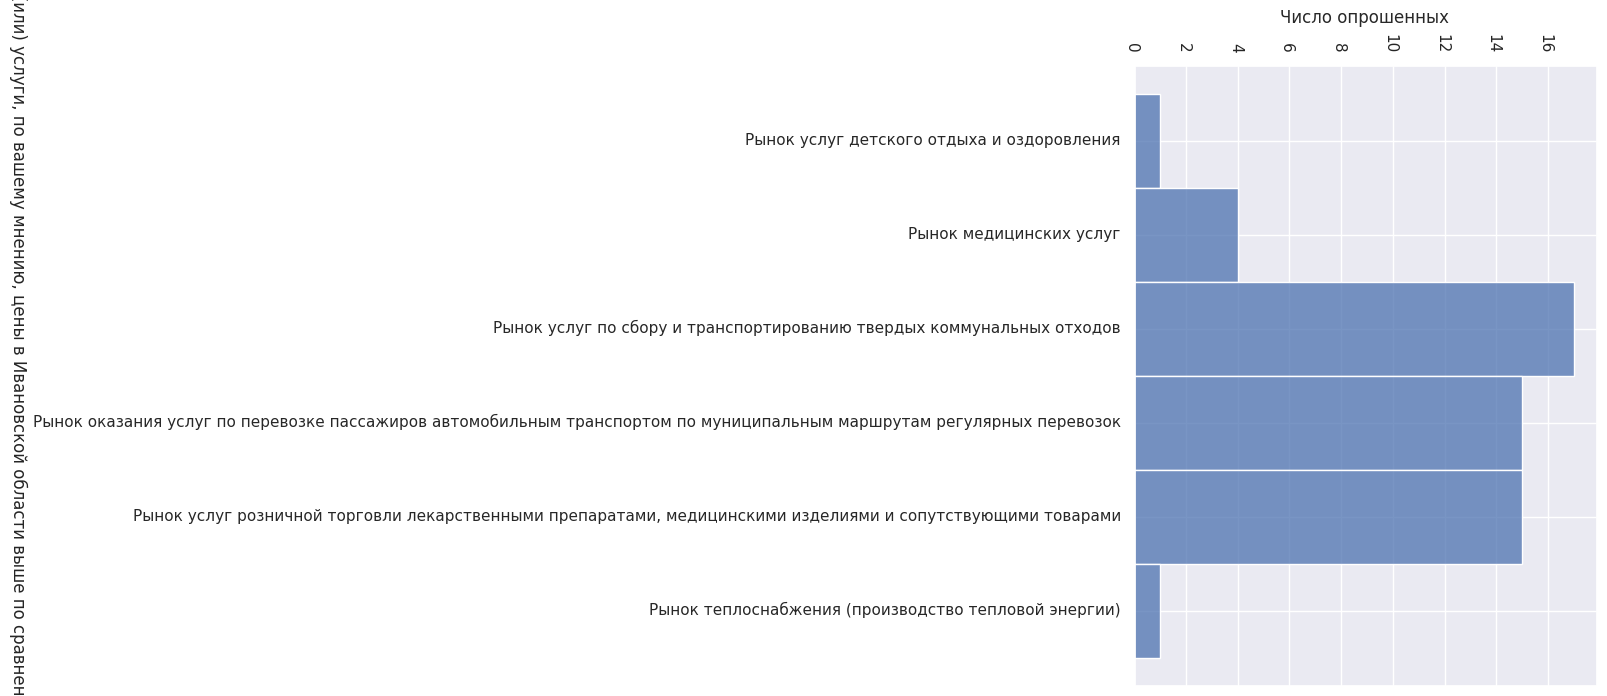 Число опрошенных
0 2 4 6 8 10 12 14 16
Рынок услуг детского отдыха и оздоровления
Рынок медицинских услуг
Рынок услуг по сбору и транспортированию твердых коммунальных отходов
Рынок оказания услуг по перевозке пассажиров автомобильным транспортом по муниципальным маршрутам регулярных перевозок
Рынок услуг розничной торговли лекарственными препаратами, медицинскими изделиями и сопутствующими товарами
Рынок теплоснабжения (производство тепловой энергии)
или) услуги, по вашему мнению, цены в Ивановской области выше по сравнен